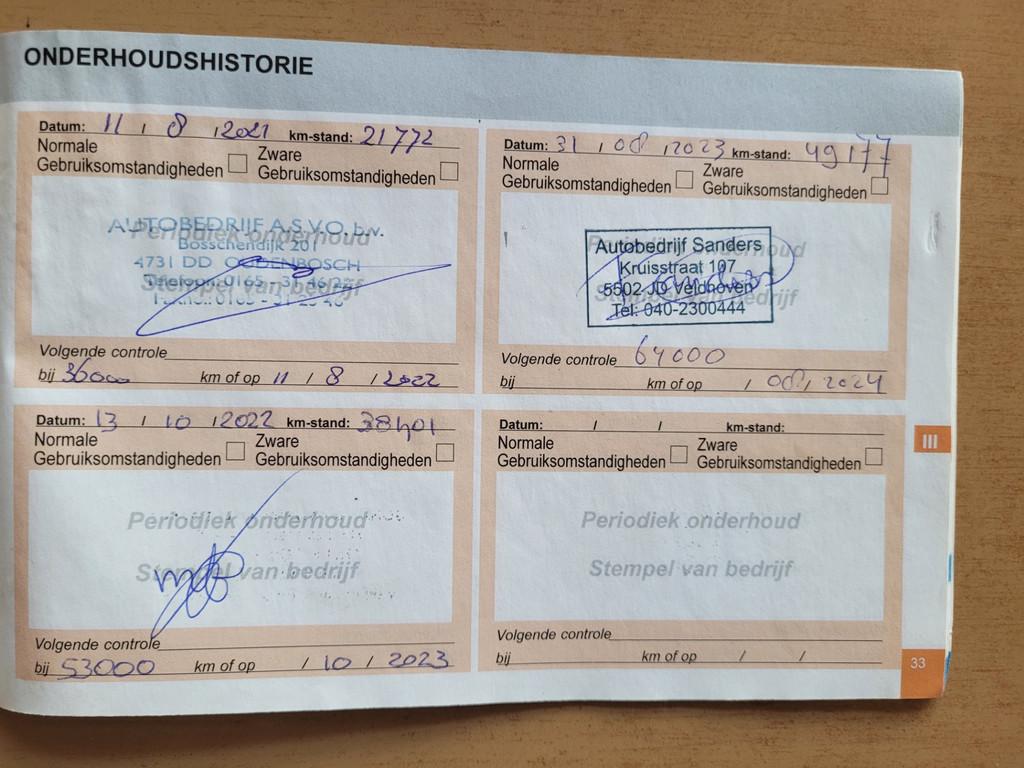 ONDERHOUDSHISTORIE
Datum: 11 / 8 / 2021 km-stand: 21772
Normale
Gebruiksomstandigheden
Zware
Gebruiksomstandigheden
AUTOBEDRIJF A.S.V.O. b.v.
Periodiek onderhoud
Bosschendijk 201
4731 DD OUDENBOSCH
Telefoon: 0165 - 31 46 22
Stempel van bedrijf
Volgende controle
bij 36000 km of op 11 / 8 / 2022
Datum: 31 / 08 / 2023 km-stand: 49177
Normale
Gebruiksomstandigheden
Zware
Gebruiksomstandigheden
Periodiek onderhoud
Autobedrijf Sanders
Kruisstraat 107
5502 JD Veldhoven
Stempel van bedrijf
Tel: 040-2300444
Volgende controle 64000
bij km of op / 08 / 2024
Datum: 13 / 10 / 2022 km-stand: 38401
Normale
Gebruiksomstandigheden
Zware
Gebruiksomstandigheden
Periodiek onderhoud
Stempel van bedrijf
Volgende controle
bij 53000 km of op / 10 / 2023
Datum: / / km-stand:
Normale
Gebruiksomstandigheden
Zware
Gebruiksomstandigheden
Periodiek onderhoud
Stempel van bedrijf
Volgende controle
bij km of op / /
III
33